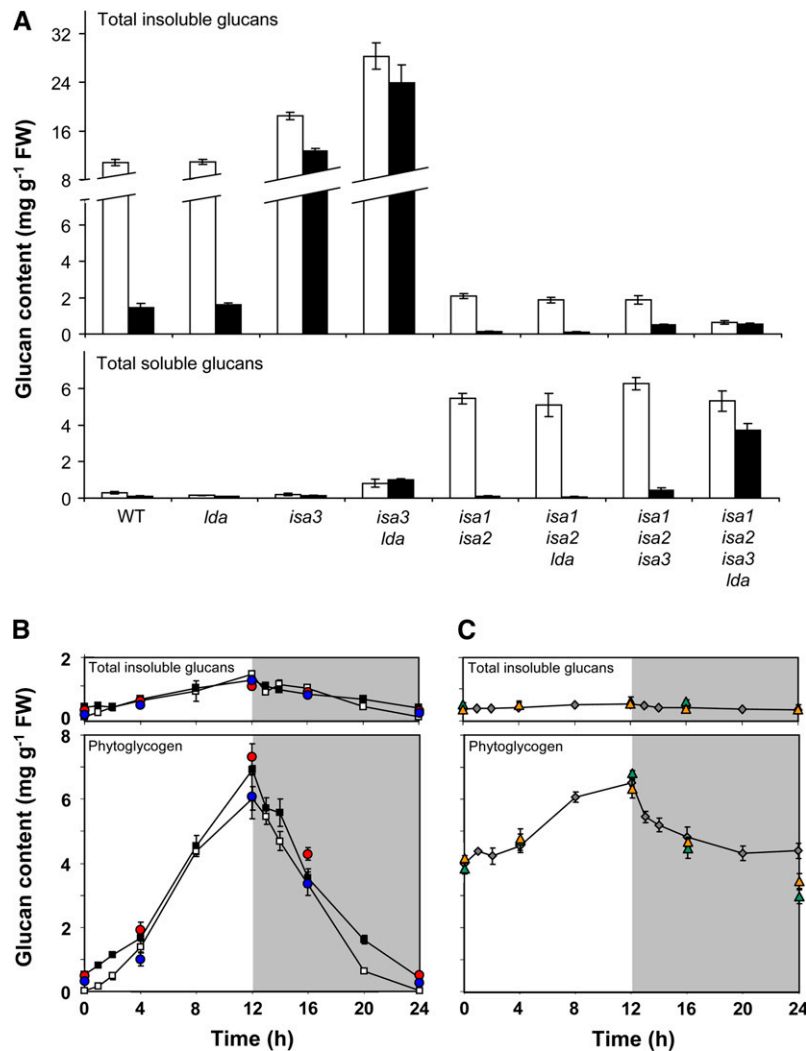 A
Total insoluble glucans
32
24
16
8
6
4
2
0
Total soluble glucans
6
4
2
0
Glucan content (mg g⁻¹ FW)
WT
lda
isa3
isa3 lda
isa1 isa2
isa1 isa2 lda
isa1 isa2 isa3
isa1 isa2 isa3 lda
B
Total insoluble glucans
2
0
Phytoglycogen
8
6
4
2
0
Glucan content (mg g⁻¹ FW)
0 4 8 12 16 20 24
Time (h)
C
Total insoluble glucans
Phytoglycogen
0 4 8 12 16 20 24
Time (h)